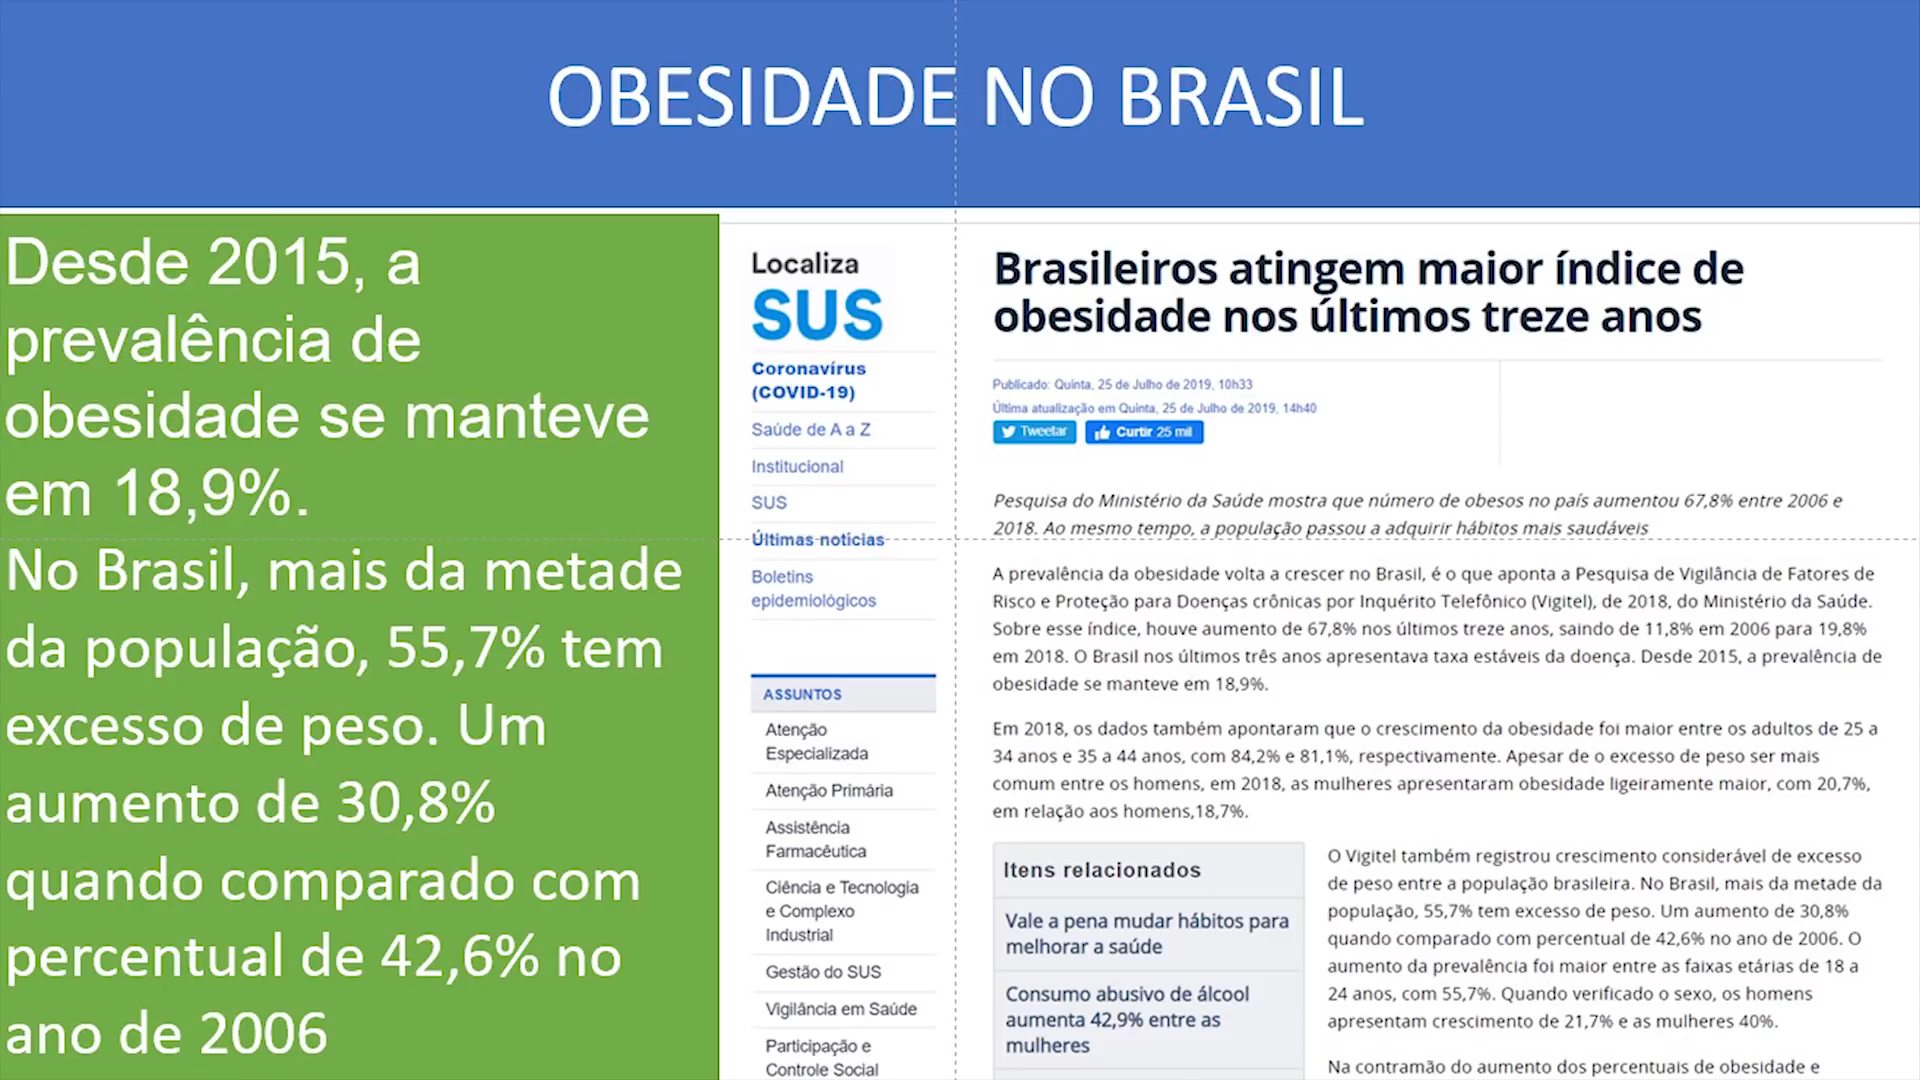 OBESIDADE NO BRASIL
Desde 2015, a
prevalência de
obesidade se manteve
em 18,9%.
No Brasil, mais da metade
da população, 55,7% tem
excesso de peso. Um
aumento de 30,8%
quando comparado com
percentual de 42,6% no
ano de 2006
Localiza
SUS
Coronavírus
(COVID-19)
Saúde de A a Z
Institucional
SUS
Últimas notícias
Boletins
epidemiológicos
ASSUNTOS
Atenção
Especializada
Atenção Primária
Assistência
Farmacêutica
Ciência e Tecnologia
e Complexo
Industrial
Gestão do SUS
Vigilância em Saúde
Participação e
Controle Social
Brasileiros atingem maior índice de
obesidade nos últimos treze anos
Publicado: Quinta, 25 de Julho de 2019, 10h33
Última atualização em Quinta, 25 de Julho de 2019, 14h40
Tweetar
Curtir 25 mil
Pesquisa do Ministério da Saúde mostra que número de obesos no país aumentou 67,8% entre 2006 e
2018. Ao mesmo tempo, a população passou a adquirir hábitos mais saudáveis
A prevalência da obesidade volta a crescer no Brasil, é o que aponta a Pesquisa de Vigilância de Fatores de
Risco e Proteção para Doenças crônicas por Inquérito Telefônico (Vigitel), de 2018, do Ministério da Saúde.
Sobre esse índice, houve aumento de 67,8% nos últimos treze anos, saindo de 11,8% em 2006 para 19,8%
em 2018. O Brasil nos últimos três anos apresentava taxa estáveis da doença. Desde 2015, a prevalência de
obesidade se manteve em 18,9%.
Em 2018, os dados também apontaram que o crescimento da obesidade foi maior entre os adultos de 25 a
34 anos e 35 a 44 anos, com 84,2% e 81,1%, respectivamente. Apesar de o excesso de peso ser mais
comum entre os homens, em 2018, as mulheres apresentaram obesidade ligeiramente maior, com 20,7%,
em relação aos homens,18,7%.
Itens relacionados
Vale a pena mudar hábitos para
melhorar a saúde
Consumo abusivo de álcool
aumenta 42,9% entre as
mulheres
O Vigitel também registrou crescimento considerável de excesso
de peso entre a população brasileira. No Brasil, mais da metade da
população, 55,7% tem excesso de peso. Um aumento de 30,8%
quando comparado com percentual de 42,6% no ano de 2006. O
aumento da prevalência foi maior entre as faixas etárias de 18 a
24 anos, com 55,7%. Quando verificado o sexo, os homens
apresentam crescimento de 21,7% e as mulheres 40%.
Na contramão do aumento dos percentuais de obesidade e